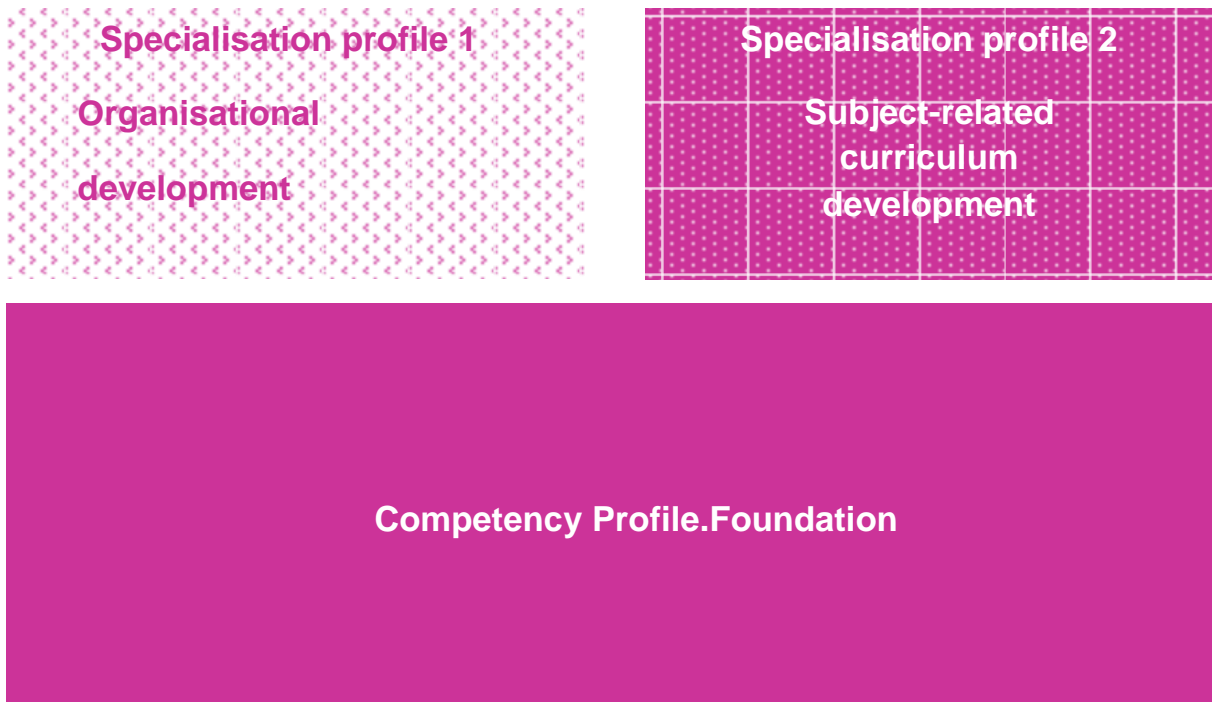 Specialisation profile 1
Organisational
development
Specialisation profile 2
Subject-related
curriculum
development
Competency Profile.Foundation